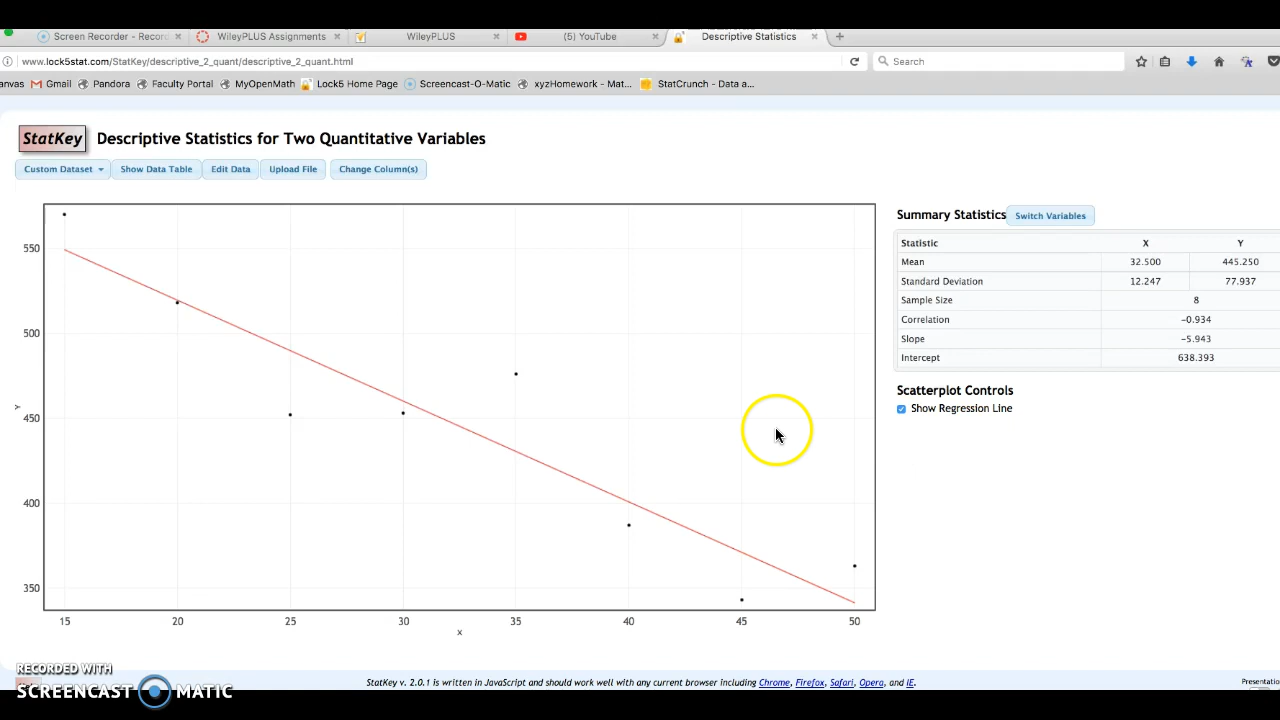 Screen Recorder - Record
WileyPLUS Assignments
WileyPLUS
(5) YouTube
Descriptive Statistics
www.lock5stat.com/StatKey/descriptive_2_quant/descriptive_2_quant.html
Search
anvas Gmail Pandora Faculty Portal MyOpenMath Lock5 Home Page Screencast-O-Matic xyzHomework - Mat... StatCrunch - Data a...
StatKey Descriptive Statistics for Two Quantitative Variables
Custom Dataset Show Data Table Edit Data Upload File Change Column(s)
550
500
450
400
350
Y
15 20 25 30 35 40 45 50
X
Summary Statistics Switch Variables
Statistic X Y
Mean 32.500 445.250
Standard Deviation 12.247 77.937
Sample Size 8
Correlation −0.934
Slope −5.943
Intercept 638.393
Scatterplot Controls
Show Regression Line
RECORDED WITH
SCREENCAST MATIC
StatKey v. 2.0.1 is written in JavaScript and should work well with any current browser including Chrome, Firefox, Safari, Opera, and IE.
Presentatio